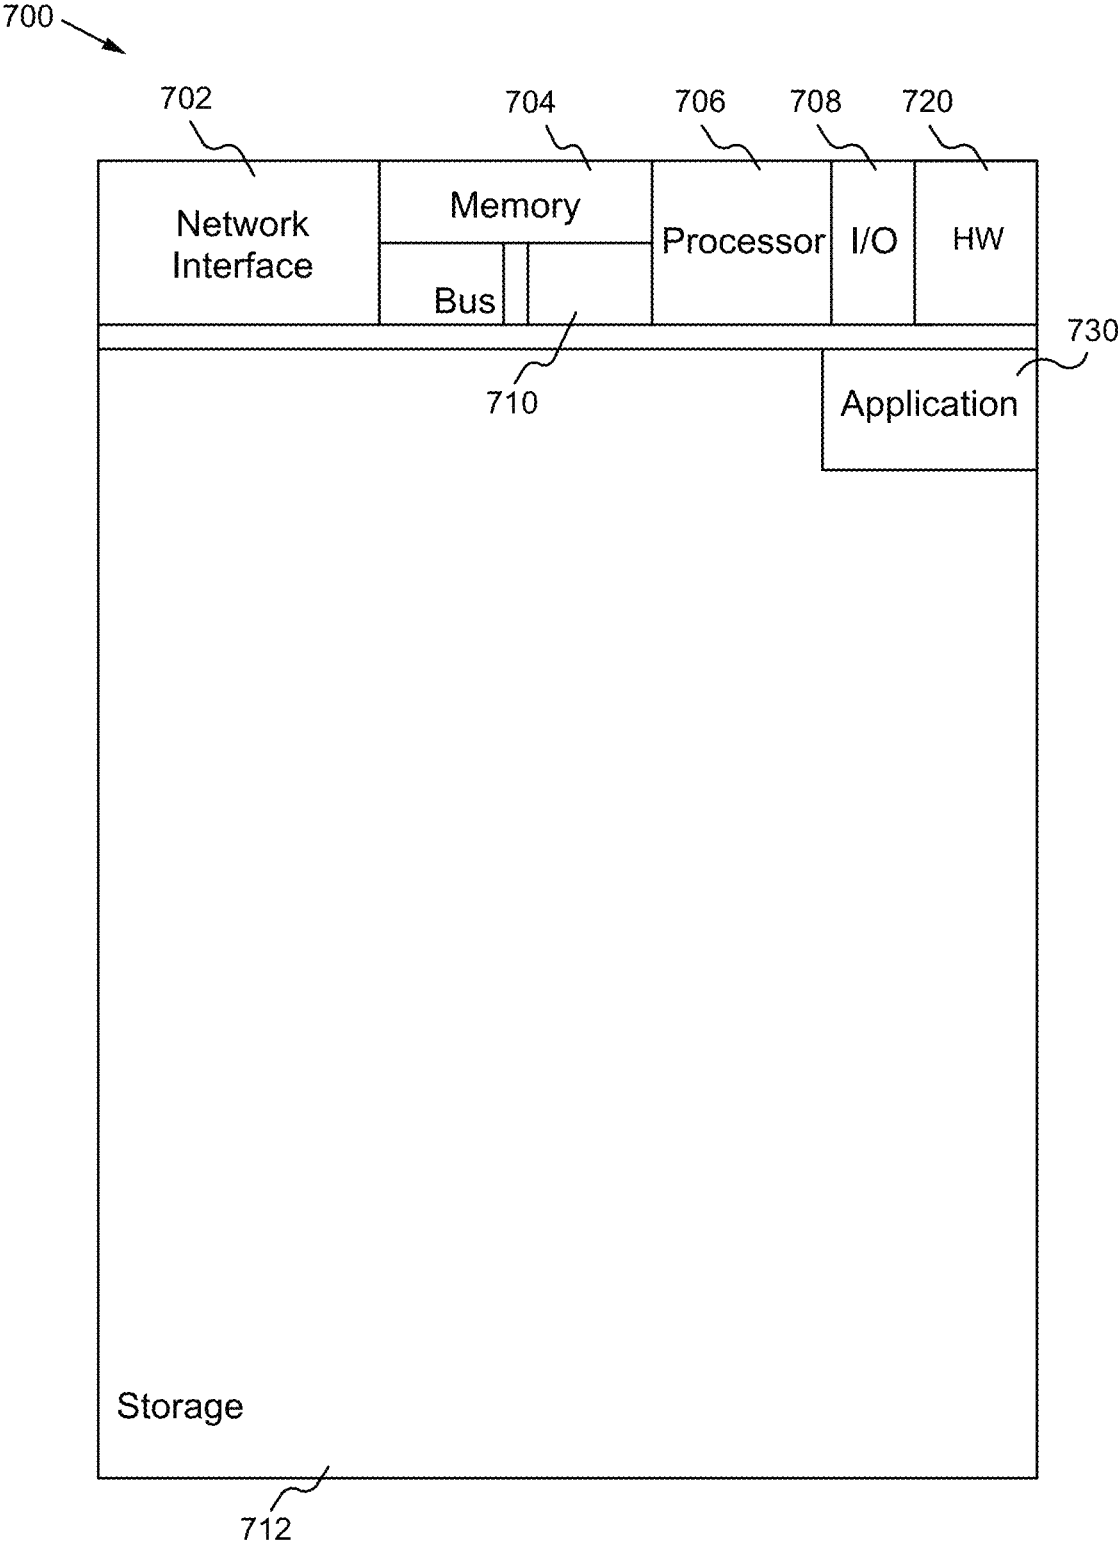 700
702
704
706
708
720
Network
Interface
Memory
Processor
I/O
HW
Bus
710
730
Application
Storage
712